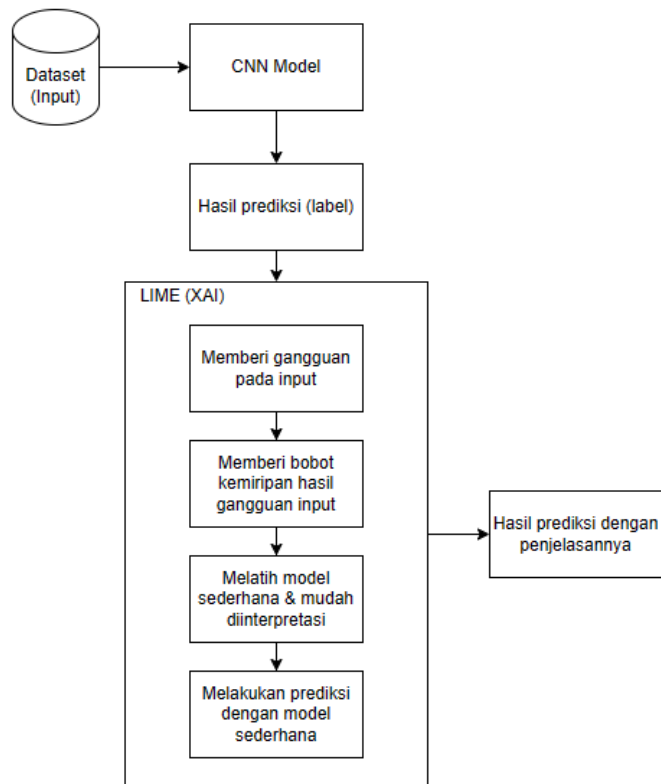 Dataset
(Input)
CNN Model
Hasil prediksi (label)
LIME (XAI)
Memberi gangguan
pada input
Memberi bobot
kemiripan hasil
gangguan input
Melatih model
sederhana & mudah
diinterpretasi
Melakukan prediksi
dengan model
sederhana
Hasil prediksi dengan
penjelasannya